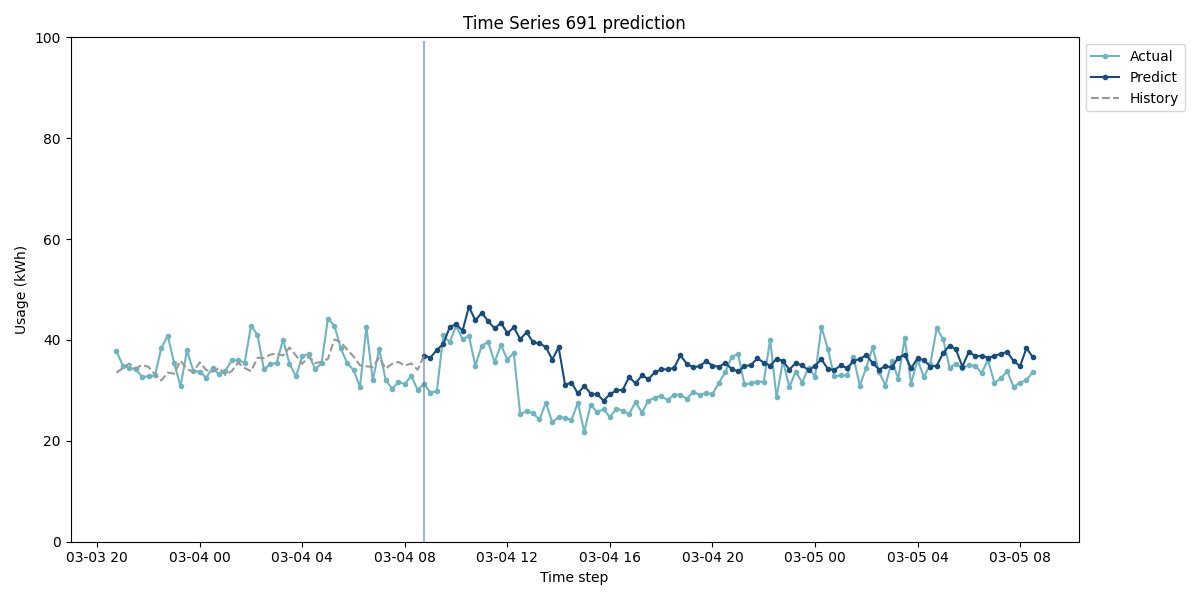 Time Series 691 prediction
Actual
Predict
History
Usage (kWh)
100
80
60
40
20
0
03-03 20 03-04 00 03-04 04 03-04 08 03-04 12 03-04 16 03-04 20 03-05 00 03-05 04 03-05 08
Time step